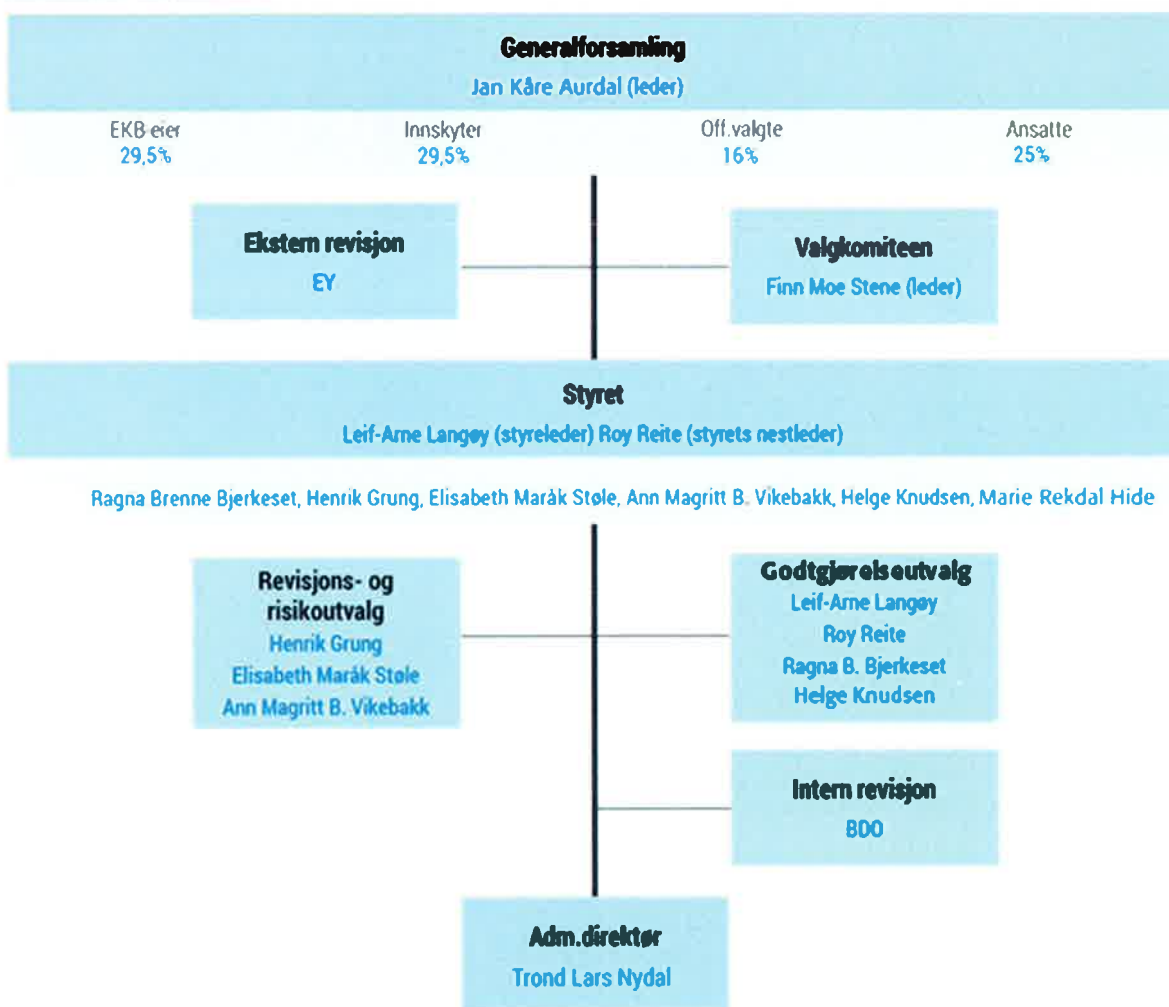 Generalforsamling
Jan Kåre Aurdal (leder)
EKB-eier Innskyter Off.valgte Ansatte
29,5% 29,5% 16% 25%
Ekstern revisjon
EY
Valgkomiteen
Finn Moe Stene (leder)
Styret
Leif-Arne Langøy (styreleder) Roy Reite (styrets nestleder)
Ragna Brenne Bjerkeset, Henrik Grung, Elisabeth Maråk Støle, Ann Magritt B. Vikebakk, Helge Knudsen, Marie Rekdal Hide
Revisjons- og
risikoutvalg
Henrik Grung
Elisabeth Maråk Støle
Ann Magritt B. Vikebakk
Godtgjørelseutvalg
Leif-Arne Langøy
Roy Reite
Ragna B. Bjerkeset
Helge Knudsen
Intern revisjon
BDO
Adm.direktør
Trond Lars Nydal